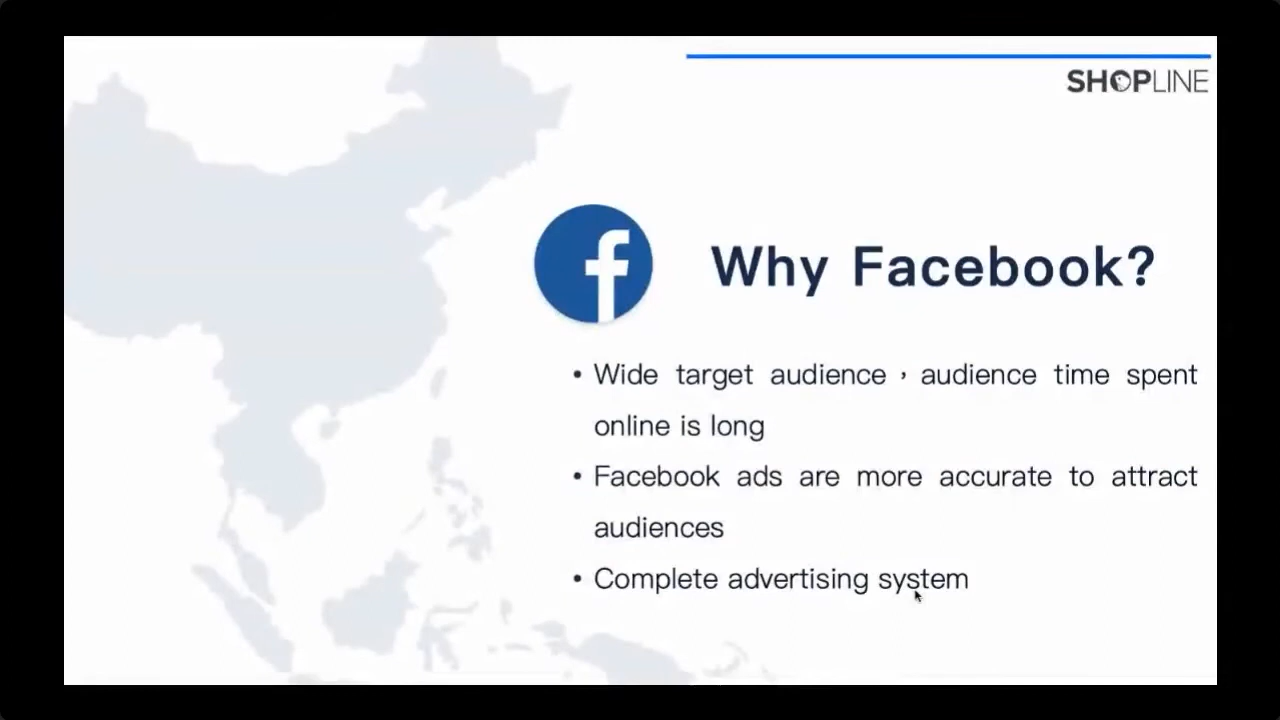 SHOPLINE
Why Facebook?
• Wide target audience，audience time spent
online is long
• Facebook ads are more accurate to attract
audiences
• Complete advertising system